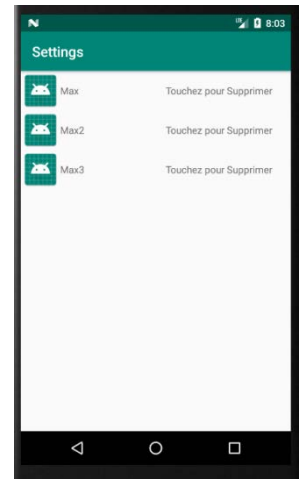 8:03
Settings
Max Touchez pour Supprimer
Max2 Touchez pour Supprimer
Max3 Touchez pour Supprimer